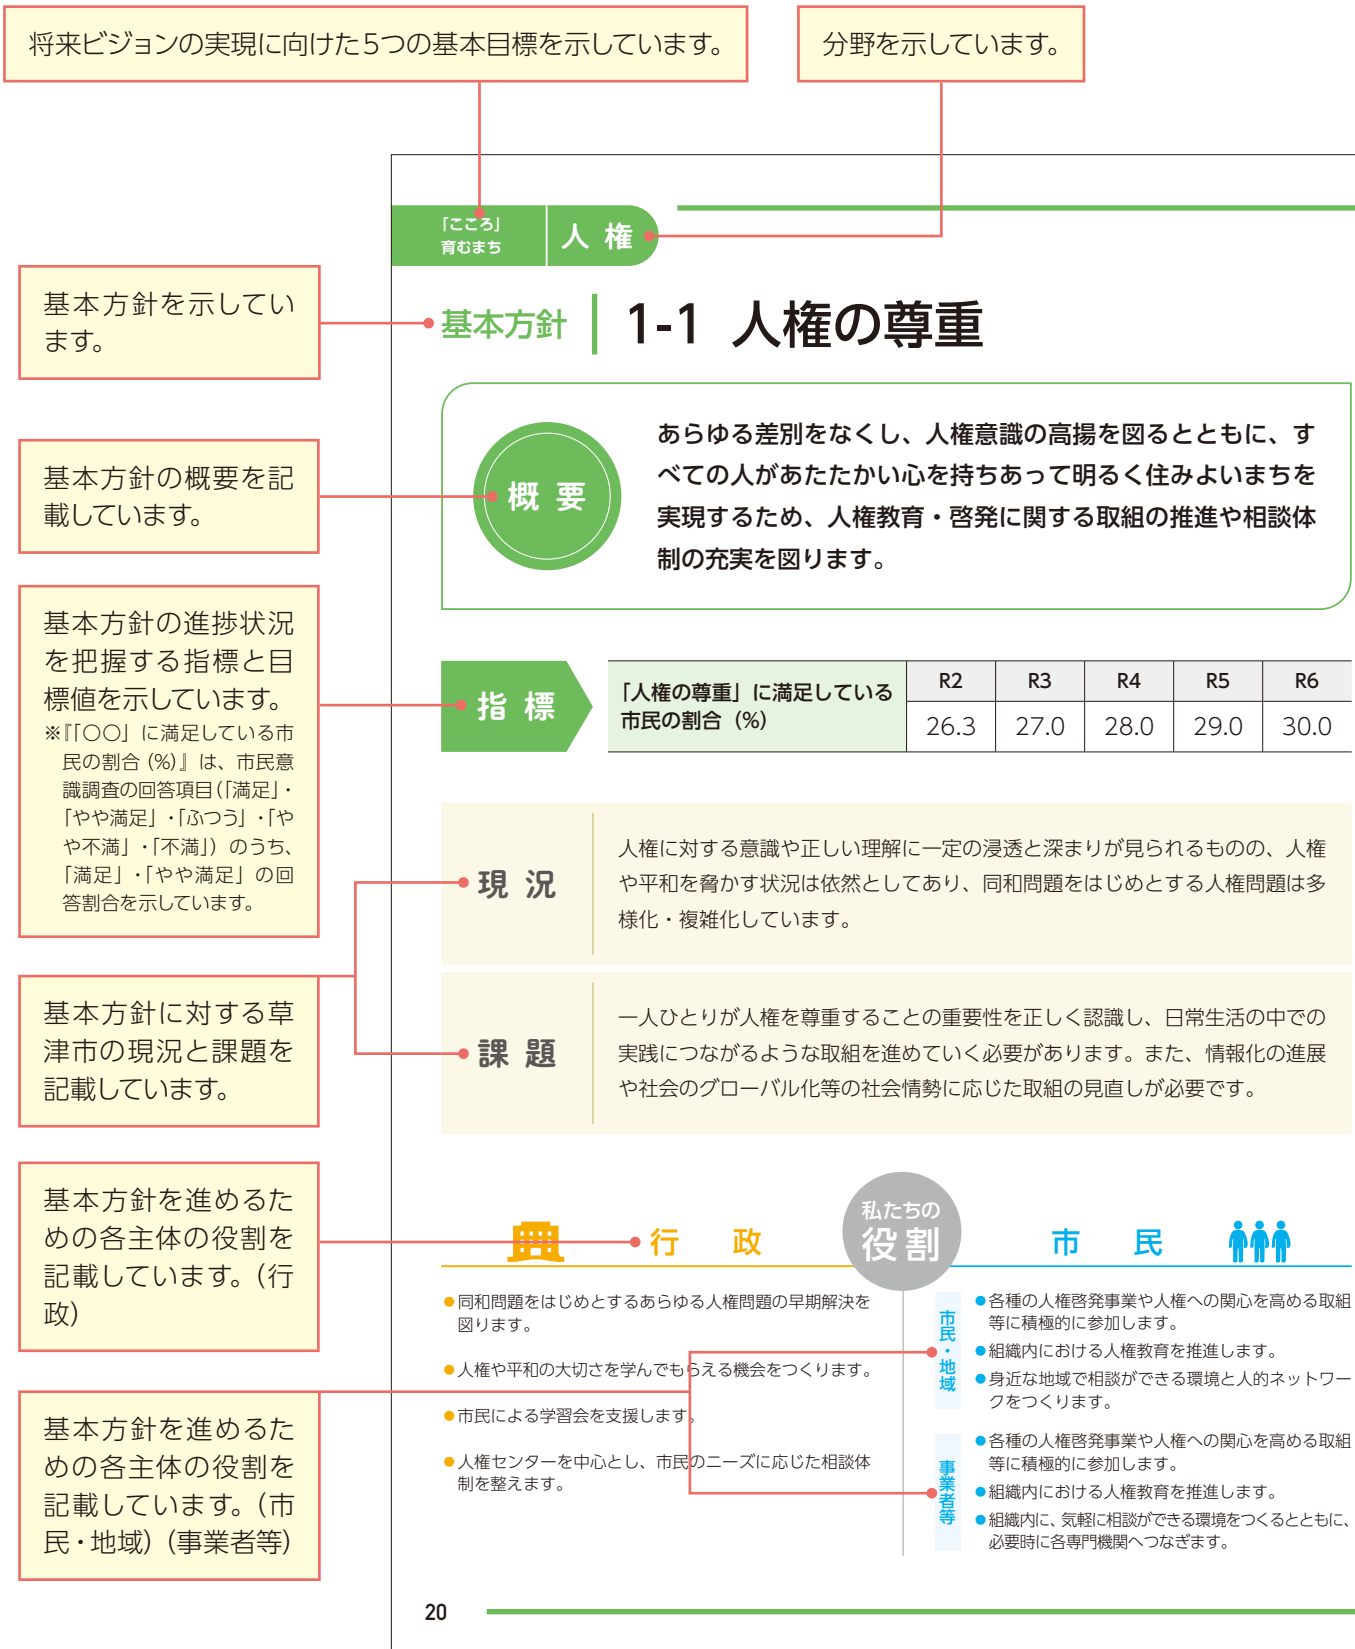 将来ビジョンの実現に向けた5つの基本目標を示しています。
分野を示しています。
「こころ」
育むまち
人 権
基本方針を示してい
ます。
基本方針
1-1 人権の尊重
基本方針の概要を記
載しています。
概 要
あらゆる差別をなくし、人権意識の高揚を図るとともに、す
べての人があたたかい心を持ちあって明るく住みよいまちを
実現するため、人権教育・啓発に関する取組の推進や相談体
制の充実を図ります。
基本方針の進捗状況
を把握する指標と目
標値を示しています。
※『「〇〇」に満足している市
民の割合(%)』は、市民意
識調査の回答項目(「満足」・
「やや満足」・「ふつう」・「や
や不満」・「不満」)のうち、
「満足」・「やや満足」の回
答割合を示しています。
指 標
「人権の尊重」に満足している
市民の割合(%)
R2 R3 R4 R5 R6
26.3 27.0 28.0 29.0 30.0
現 況
人権に対する意識や正しい理解に一定の浸透と深まりが見られるものの、人権
や平和を脅かす状況は依然としてあり、同和問題をはじめとする人権問題は多
様化・複雑化しています。
基本方針に対する草
津市の現況と課題を
記載しています。
課 題
一人ひとりが人権を尊重することの重要性を正しく認識し、日常生活の中での
実践につながるような取組を進めていく必要があります。また、情報化の進展
や社会のグローバル化等の社会情勢に応じた取組の見直しが必要です。
基本方針を進めるた
めの各主体の役割を
記載しています。(行
政)
基本方針を進めるた
めの各主体の役割を
記載しています。(市
民・地域)(事業者等)
私たちの
役割
行 政
●同和問題をはじめとするあらゆる人権問題の早期解決を
図ります。
●人権や平和の大切さを学んでもらえる機会をつくります。
●市民による学習会を支援します。
●人権センターを中心とし、市民のニーズに応じた相談体
制を整えます。
市 民
市民・地域
●各種の人権啓発事業や人権への関心を高める取組
等に積極的に参加します。
●組織内における人権教育を推進します。
●身近な地域で相談ができる環境と人的ネットワー
クをつくります。
事業者等
●各種の人権啓発事業や人権への関心を高める取組
等に積極的に参加します。
●組織内における人権教育を推進します。
●組織内に、気軽に相談ができる環境をつくるとともに、
必要時に各専門機関へつなぎます。
20